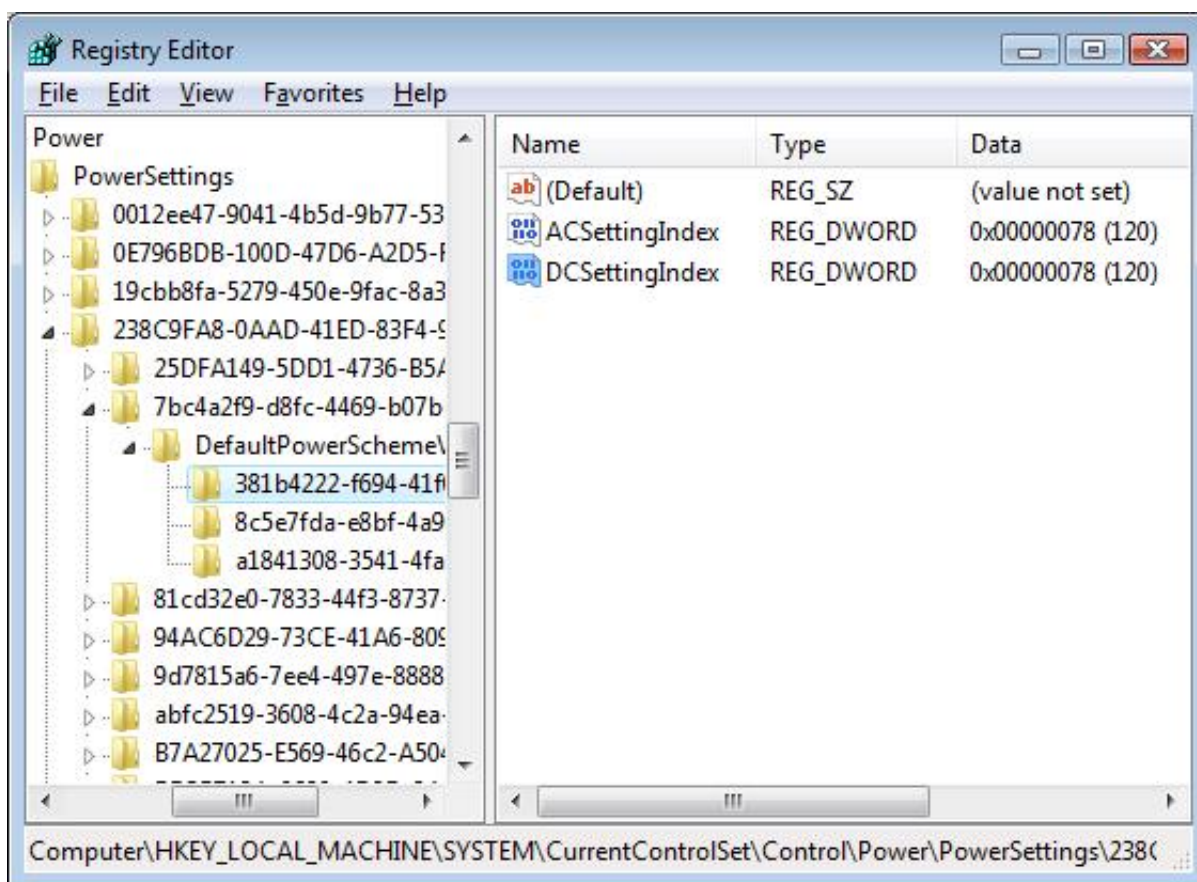 Registry Editor
File Edit View Favorites Help
Power
PowerSettings
0012ee47-9041-4b5d-9b77-53
0E796BDB-100D-47D6-A2D5-F
19cbb8fa-5279-450e-9fac-8a3
238C9FA8-0AAD-41ED-83F4-9
25DFA149-5DD1-4736-B5A
7bc4a2f9-d8fc-4469-b07b
DefaultPowerScheme\
381b4222-f694-41f
8c5e7fda-e8bf-4a9
a1841308-3541-4fa
81cd32e0-7833-44f3-8737-
94AC6D29-73CE-41A6-809
9d7815a6-7ee4-497e-8888
abfc2519-3608-4c2a-94ea-
B7A27025-E569-46c2-A504
Name Type Data
(Default) REG_SZ (value not set)
ACSettingIndex REG_DWORD 0x00000078 (120)
DCSettingIndex REG_DWORD 0x00000078 (120)
Computer\HKEY_LOCAL_MACHINE\SYSTEM\CurrentControlSet\Control\Power\PowerSettings\238